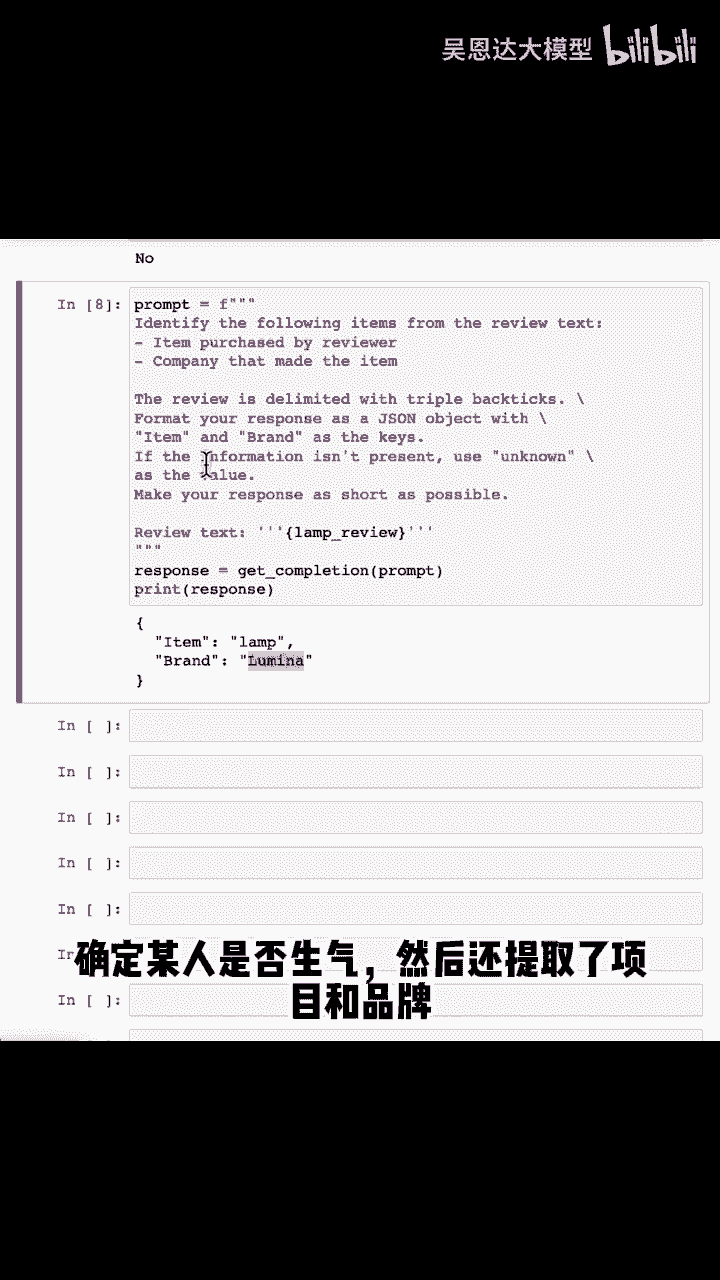 吴恩达大模型 bilibili
No
In [8]: prompt = f"""
Identify the following items from the review text:
- Item purchased by reviewer
- Company that made the item
The review is delimited with triple backticks. \
Format your response as a JSON object with \
"Item" and "Brand" as the keys.
If the information isn't present, use "unknown" \
as the value.
Make your response as short as possible.
Review text: '''{lamp_review}'''
"""
response = get_completion(prompt)
print(response)
{
"Item": "lamp",
"Brand": "Lumina"
}
In [ ]:
In [ ]:
In [ ]:
In [ ]:
In [ ]:
确定某人是否生气，然后还提取了项
目和品牌
In [ ]: